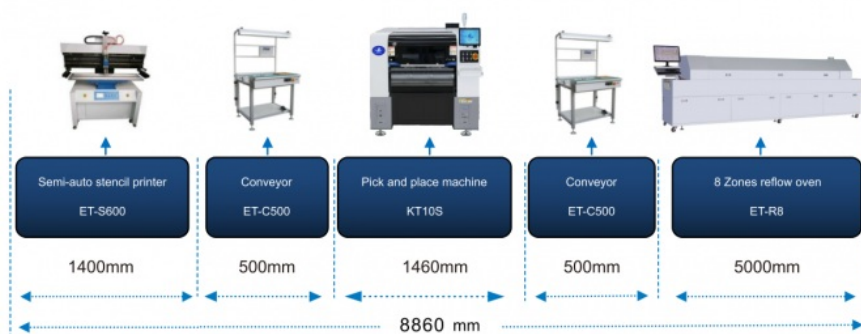 Semi-auto stencil printer
ET-S600
Conveyor
ET-C500
Pick and place machine
KT10S
Conveyor
ET-C500
8 Zones reflow oven
ET-R8
1400mm
500mm
1460mm
500mm
5000mm
8860 mm